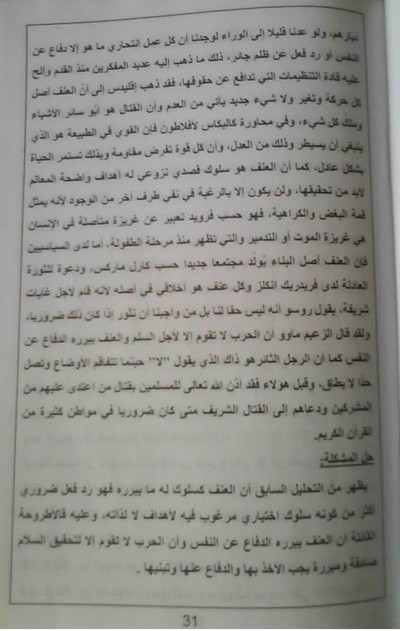 ديارهم، ولو عدنا قليلا إلى الوراء لوجدنا أن كل عمل إنتحاري ما هو إلا دفاع عن
النفس أو رد فعل عن ظلم جائر، ذلك ما ذهب إليه عديد المفكرين منذ القدم وألح
عليه قادة التنظيمات التي تدافع عن حقوقها، فقد ذهب إقليدس إلى أن العنف أصل
كل حركة وتغير ولا شيء جديد يأتي من العدم وأن القتال هو أبو سائر الأشياء
وملك كل شيء، وفي محاورة كاليكاس لأفلاطون فإن القوي في الطبيعة هو الذي
ينبغي أن يسيطر وذلك من العدل، وأن كل قوة تفرض مقاومة وبذلك تستمر الحياة
بشكل عادل، كما أن العنف هو سلوك قصدي نزوعي له أهداف واضحة المعالم
لابد من تحقيقها، ولن يكون إلا بالرغبة في نفي طرف آخر من الوجود لأنه يمثل
قمة البغض والكراهية، فهو حسب فرويد تعبير عن غريزة متأصلة في الإنسان
هي غريزة الموت أو التدمير والتي تظهر منذ مرحلة الطفولة. أما لدى السياسيين
فإن العنف أصل البناء يُولد مجتمعا جديدا حسب كارل ماركس، ودعوة للثورة
العادلة لدى فريدريك انكلز وكل عنف هو أخلاقي في أصله لأنه قام لأجل غايات
شريفة، يقول روسو أنه ليس حقا لنا بل من واجبنا أن نثور إذا كان ذلك ضروريا،
ولقد قال الزعيم ماوو أن الحرب لا تقوم إلا لأجل السلم والعنف يبرره الدفاع عن
النفس كما أن الرجل الثائر هو ذاك الذي يقول "لا" حينما تتفاقم الأوضاع وتصل
حدا لا يطاق، وقبل هؤلاء فقد أذن الله تعالى للمسلمين بقتال من اعتدى عليهم من
المشركين ودعاهم إلى القتال الشريف متى كان ضروريا في مواطن كثيرة من
القرآن الكريم.
حل المشكلة:
يظهر من التحليل السابق أن العنف كسلوك له ما يبرره فهو رد فعل ضروري
أكثر من كونه سلوك اختياري مرغوب فيه لأهداف لا لذاته، وعليه فالأطروحة
القائلة أن العنف يبرره الدفاع عن النفس وأن الحرب لا تقوم إلا لتحقيق السلام
صادقة ومبررة يجب الأخذ بها والدفاع عنها وتبنيها.
31